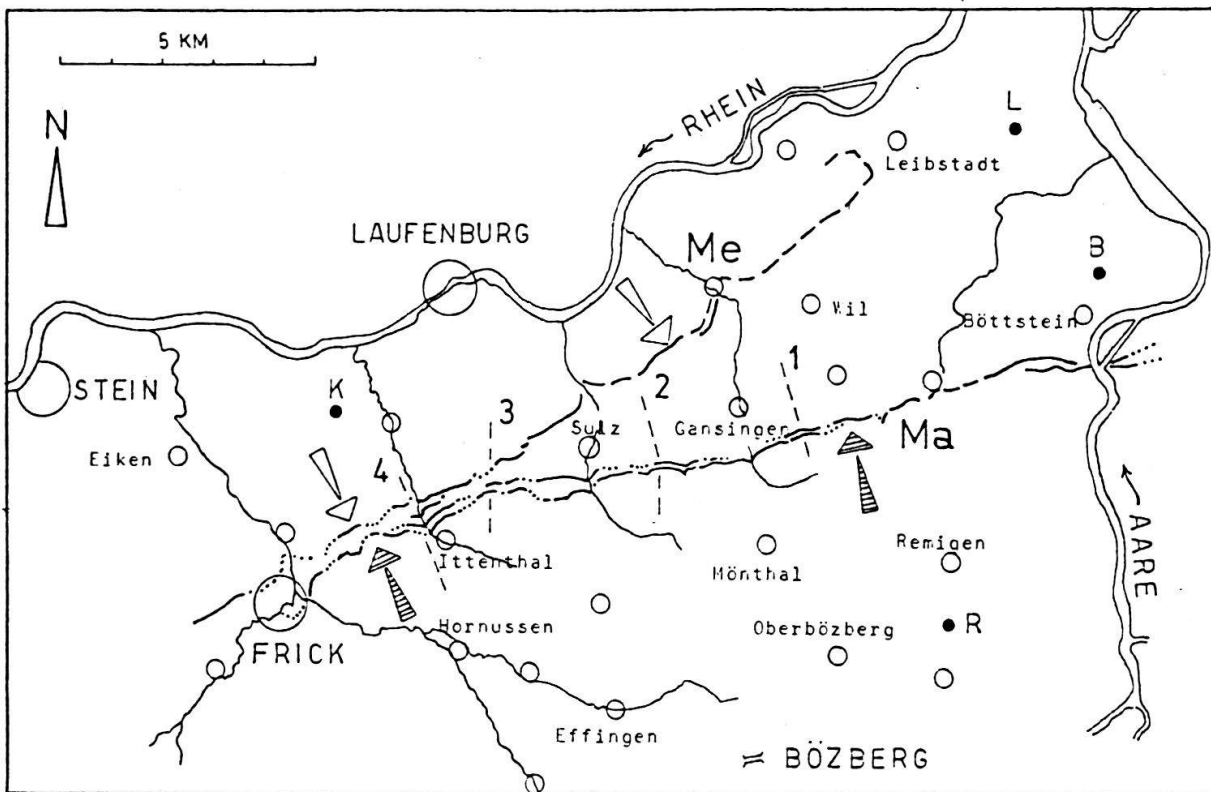 5 KM
N
RHEIN
L
Leibstadt
LAUFENBURG
Me
B
Wil
Böttstein
STEIN
K
1
2
3
Sulz
Gansingen
Ma
Eiken
4
Ittenthal
Mönthal
Remigen
AARE
Hornussen
Oberbözberg
R
FRICK
Effingen
BÖZBERG